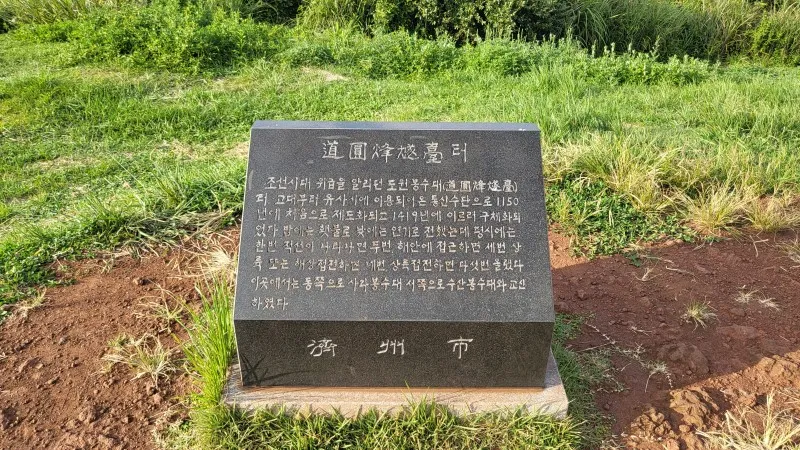 道圓烽燧臺터
조선시대 위급을 알리던 도원봉수대(道圓烽燧臺)
터 고대부터 유사시에 이용되어온 통신수단으로 1150
년에 처음으로 제도화되고 1419년에 이르러 구체화되
었다 밤에는 횃불로 낮에는 연기로 전했는데 평시에는
한번 적선이 나타나면 두번 해안에 접근하면 세번 상
륙 또는 해상접전하면 네번 상륙접전하면 다섯번 올렸다
이곳에서는 동쪽으로 사라봉수대 서쪽으로 수산봉수대와 교신
하였다
濟州市